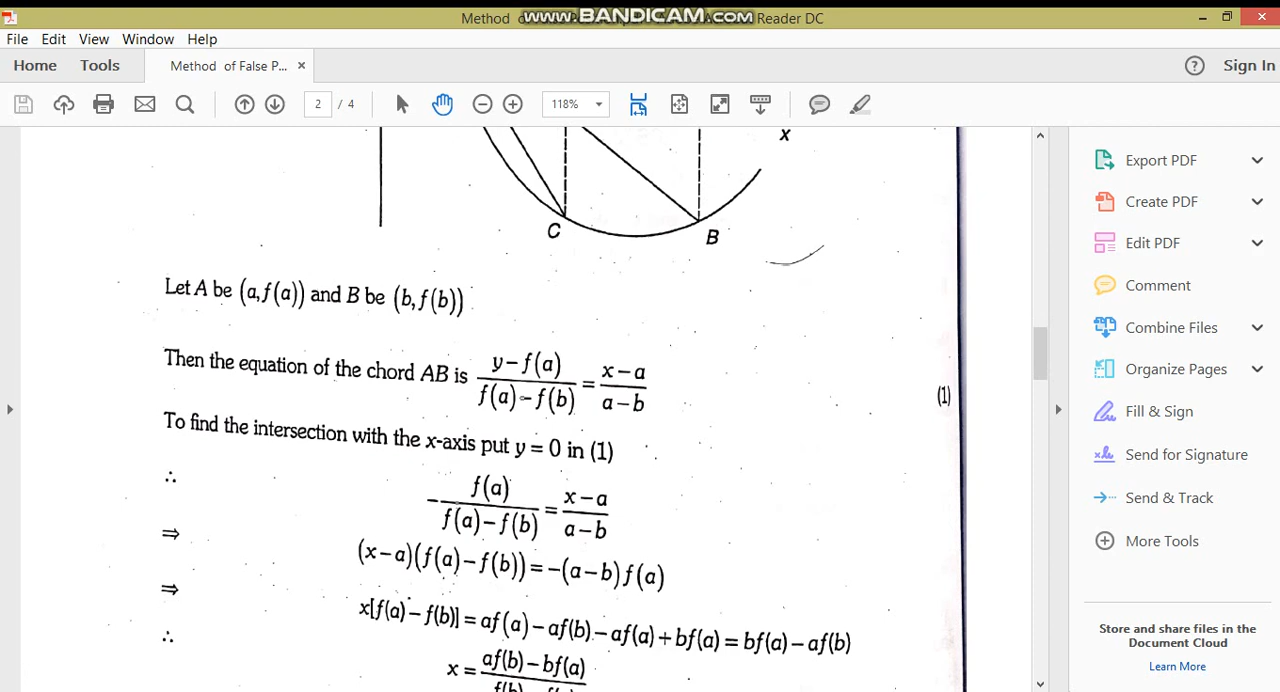 Method o
www.BANDICAM.com
Reader DC
File Edit View Window Help
Home Tools Method of False P... ×
Sign In
2 / 4
118%
x
C
B
Let A be (a, f(a)) and B be (b, f(b))
Then the equation of the chord AB is (y − f(a))/(f(a) − f(b)) = (x − a)/(a − b) (1)
To find the intersection with the x-axis put y = 0 in (1)
∴ − f(a)/(f(a) − f(b)) = (x − a)/(a − b)
⇒ (x − a)(f(a) − f(b)) = −(a − b) f(a)
⇒ x[f(a) − f(b)] = af(a) − af(b) − af(a) + bf(a) = bf(a) − af(b)
∴ x = af(b) − bf(a)
Export PDF
Create PDF
Edit PDF
Comment
Combine Files
Organize Pages
Fill & Sign
Send for Signature
Send & Track
More Tools
Store and share files in the
Document Cloud
Learn More